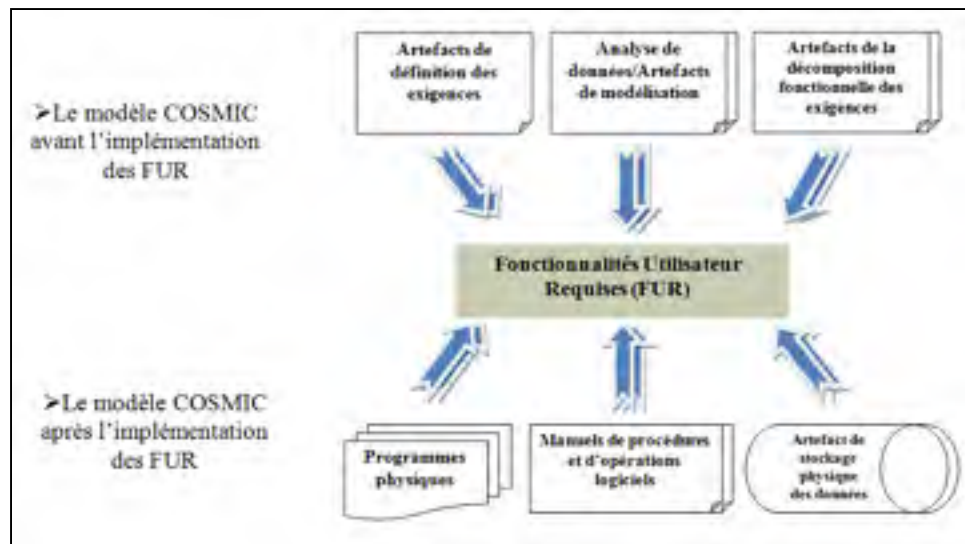 Artefacts de
définition des
exigences
Analyse de
données/Artefacts
de modélisation
Artefacts de la
décomposition
fonctionnelle des
exigences
➢Le modèle COSMIC
avant l’implémentation
des FUR
Fonctionnalités Utilisateur
Requises (FUR)
➢Le modèle COSMIC
après l’implémentation
des FUR
Programmes
physiques
Manuels de procédures
et d’opérations
logiciels
Artefact de
stockage
physique
des données